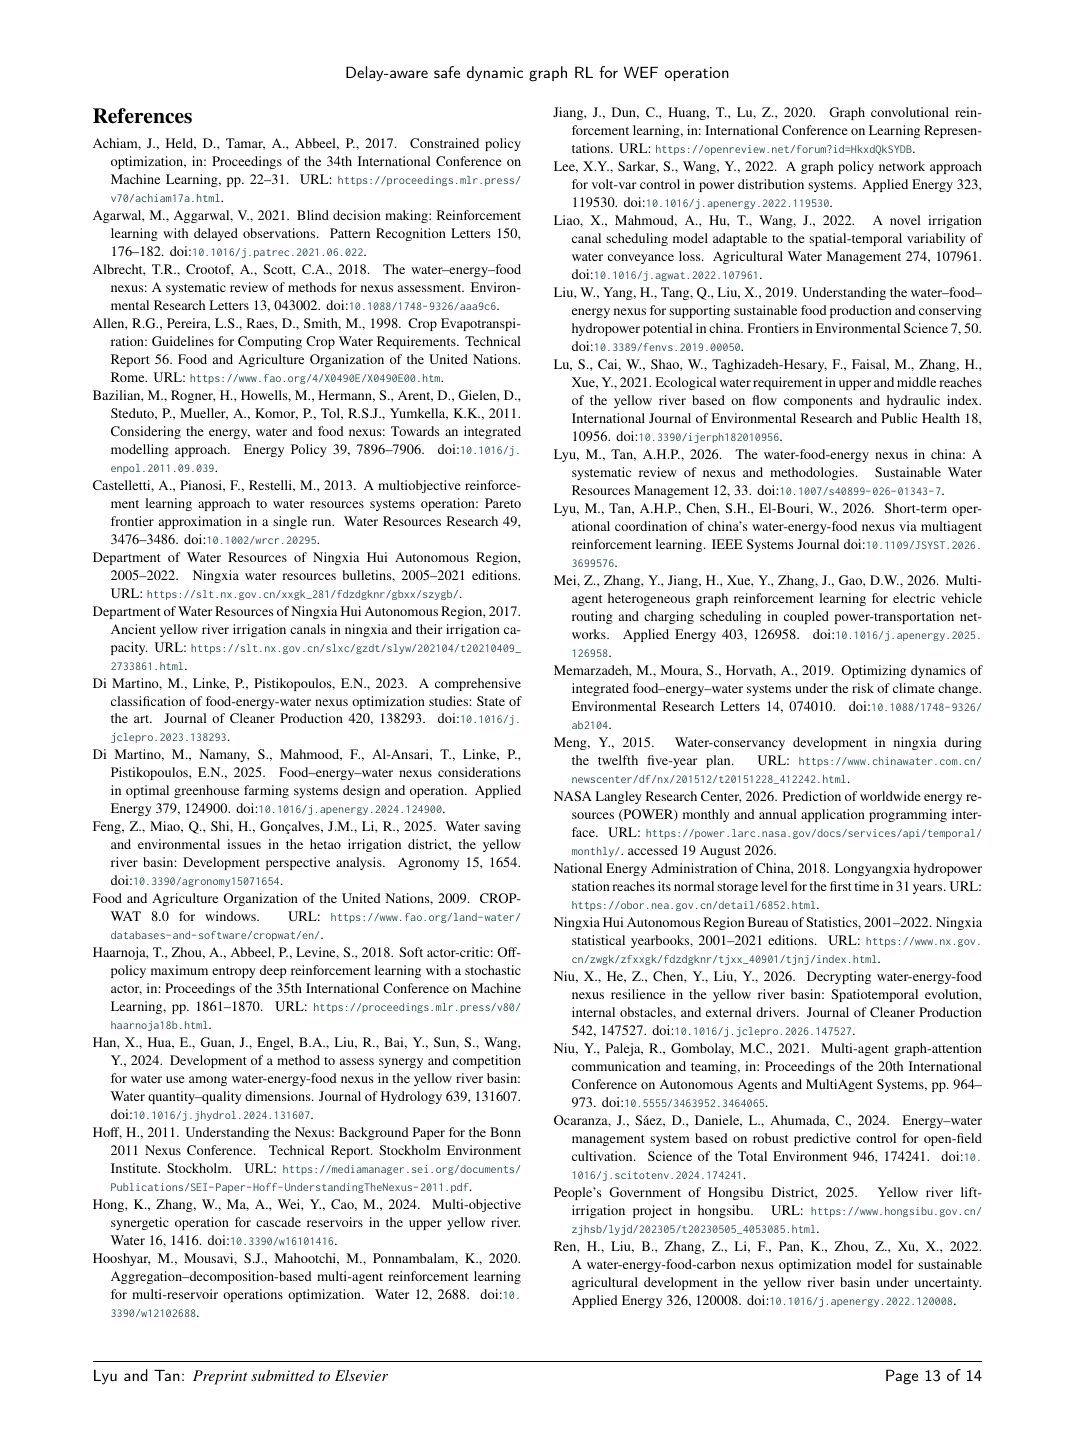 Delay-aware safe dynamic graph RL for WEF operation
References
Achiam, J., Held, D., Tamar, A., Abbeel, P., 2017. Constrained policy
optimization, in: Proceedings of the 34th International Conference on
Machine Learning, pp. 22–31. URL: https://proceedings.mlr.press/
v70/achiam17a.html.
Agarwal, M., Aggarwal, V., 2021. Blind decision making: Reinforcement
learning with delayed observations. Pattern Recognition Letters 150,
176–182. doi:10.1016/j.patrec.2021.06.022.
Albrecht, T.R., Crootof, A., Scott, C.A., 2018. The water–energy–food
nexus: A systematic review of methods for nexus assessment. Environ-
mental Research Letters 13, 043002. doi:10.1088/1748-9326/aaa9c6.
Allen, R.G., Pereira, L.S., Raes, D., Smith, M., 1998. Crop Evapotranspi-
ration: Guidelines for Computing Crop Water Requirements. Technical
Report 56. Food and Agriculture Organization of the United Nations.
Rome. URL: https://www.fao.org/4/X0490E/X0490E00.htm.
Bazilian, M., Rogner, H., Howells, M., Hermann, S., Arent, D., Gielen, D.,
Steduto, P., Mueller, A., Komor, P., Tol, R.S.J., Yumkella, K.K., 2011.
Considering the energy, water and food nexus: Towards an integrated
modelling approach. Energy Policy 39, 7896–7906. doi:10.1016/j.
enpol.2011.09.039.
Castelletti, A., Pianosi, F., Restelli, M., 2013. A multiobjective reinforce-
ment learning approach to water resources systems operation: Pareto
frontier approximation in a single run. Water Resources Research 49,
3476–3486. doi:10.1002/wrcr.20295.
Department of Water Resources of Ningxia Hui Autonomous Region,
2005–2022. Ningxia water resources bulletins, 2005–2021 editions.
URL: https://slt.nx.gov.cn/xxgk_281/fdzdgknr/gbxx/szygb/.
Department of Water Resources of Ningxia Hui Autonomous Region, 2017.
Ancient yellow river irrigation canals in ningxia and their irrigation ca-
pacity. URL: https://slt.nx.gov.cn/slxc/gzdt/slyw/202104/t20210409_
2733861.html.
Di Martino, M., Linke, P., Pistikopoulos, E.N., 2023. A comprehensive
classification of food-energy-water nexus optimization studies: State of
the art. Journal of Cleaner Production 420, 138293. doi:10.1016/j.
jclepro.2023.138293.
Di Martino, M., Namany, S., Mahmood, F., Al-Ansari, T., Linke, P.,
Pistikopoulos, E.N., 2025. Food–energy–water nexus considerations
in optimal greenhouse farming systems design and operation. Applied
Energy 379, 124900. doi:10.1016/j.apenergy.2024.124900.
Feng, Z., Miao, Q., Shi, H., Gonçalves, J.M., Li, R., 2025. Water saving
and environmental issues in the hetao irrigation district, the yellow
river basin: Development perspective analysis. Agronomy 15, 1654.
doi:10.3390/agronomy15071654.
Food and Agriculture Organization of the United Nations, 2009. CROP-
WAT 8.0 for windows. URL: https://www.fao.org/land-water/
databases-and-software/cropwat/en/.
Haarnoja, T., Zhou, A., Abbeel, P., Levine, S., 2018. Soft actor-critic: Off-
policy maximum entropy deep reinforcement learning with a stochastic
actor, in: Proceedings of the 35th International Conference on Machine
Learning, pp. 1861–1870. URL: https://proceedings.mlr.press/v80/
haarnoja18b.html.
Han, X., Hua, E., Guan, J., Engel, B.A., Liu, R., Bai, Y., Sun, S., Wang,
Y., 2024. Development of a method to assess synergy and competition
for water use among water-energy-food nexus in the yellow river basin:
Water quantity–quality dimensions. Journal of Hydrology 639, 131607.
doi:10.1016/j.jhydrol.2024.131607.
Hoff, H., 2011. Understanding the Nexus: Background Paper for the Bonn
2011 Nexus Conference. Technical Report. Stockholm Environment
Institute. Stockholm. URL: https://mediamanager.sei.org/documents/
Publications/SEI-Paper-Hoff-UnderstandingTheNexus-2011.pdf.
Hong, K., Zhang, W., Ma, A., Wei, Y., Cao, M., 2024. Multi-objective
synergetic operation for cascade reservoirs in the upper yellow river.
Water 16, 1416. doi:10.3390/w16101416.
Hooshyar, M., Mousavi, S.J., Mahootchi, M., Ponnambalam, K., 2020.
Aggregation–decomposition-based multi-agent reinforcement learning
for multi-reservoir operations optimization. Water 12, 2688. doi:10.
3390/w12102688.
Jiang, J., Dun, C., Huang, T., Lu, Z., 2020. Graph convolutional rein-
forcement learning, in: International Conference on Learning Represen-
tations. URL: https://openreview.net/forum?id=HkxdQkSYDB.
Lee, X.Y., Sarkar, S., Wang, Y., 2022. A graph policy network approach
for volt-var control in power distribution systems. Applied Energy 323,
119530. doi:10.1016/j.apenergy.2022.119530.
Liao, X., Mahmoud, A., Hu, T., Wang, J., 2022. A novel irrigation
canal scheduling model adaptable to the spatial-temporal variability of
water conveyance loss. Agricultural Water Management 274, 107961.
doi:10.1016/j.agwat.2022.107961.
Liu, W., Yang, H., Tang, Q., Liu, X., 2019. Understanding the water–food–
energy nexus for supporting sustainable food production and conserving
hydropower potential in china. Frontiers in Environmental Science 7, 50.
doi:10.3389/fenvs.2019.00050.
Lu, S., Cai, W., Shao, W., Taghizadeh-Hesary, F., Faisal, M., Zhang, H.,
Xue, Y., 2021. Ecological water requirement in upper and middle reaches
of the yellow river based on flow components and hydraulic index.
International Journal of Environmental Research and Public Health 18,
10956. doi:10.3390/ijerph182010956.
Lyu, M., Tan, A.H.P., 2026. The water-food-energy nexus in china: A
systematic review of nexus and methodologies. Sustainable Water
Resources Management 12, 33. doi:10.1007/s40899-026-01343-7.
Lyu, M., Tan, A.H.P., Chen, S.H., El-Bouri, W., 2026. Short-term oper-
ational coordination of china's water-energy-food nexus via multiagent
reinforcement learning. IEEE Systems Journal doi:10.1109/JSYST.2026.
3699576.
Mei, Z., Zhang, Y., Jiang, H., Xue, Y., Zhang, J., Gao, D.W., 2026. Multi-
agent heterogeneous graph reinforcement learning for electric vehicle
routing and charging scheduling in coupled power-transportation net-
works. Applied Energy 403, 126958. doi:10.1016/j.apenergy.2025.
126958.
Memarzadeh, M., Moura, S., Horvath, A., 2019. Optimizing dynamics of
integrated food–energy–water systems under the risk of climate change.
Environmental Research Letters 14, 074010. doi:10.1088/1748-9326/
ab2104.
Meng, Y., 2015. Water-conservancy development in ningxia during
the twelfth five-year plan. URL: https://www.chinawater.com.cn/
newscenter/df/nx/201512/t20151228_412242.html.
NASA Langley Research Center, 2026. Prediction of worldwide energy re-
sources (POWER) monthly and annual application programming inter-
face. URL: https://power.larc.nasa.gov/docs/services/api/temporal/
monthly/. accessed 19 August 2026.
National Energy Administration of China, 2018. Longyangxia hydropower
station reaches its normal storage level for the first time in 31 years. URL:
https://obor.nea.gov.cn/detail/6852.html.
Ningxia Hui Autonomous Region Bureau of Statistics, 2001–2022. Ningxia
statistical yearbooks, 2001–2021 editions. URL: https://www.nx.gov.
cn/zwgk/zfxxgk/fdzdgknr/tjxx_40901/tjnj/index.html.
Niu, X., He, Z., Chen, Y., Liu, Y., 2026. Decrypting water-energy-food
nexus resilience in the yellow river basin: Spatiotemporal evolution,
internal obstacles, and external drivers. Journal of Cleaner Production
542, 147527. doi:10.1016/j.jclepro.2026.147527.
Niu, Y., Paleja, R., Gombolay, M.C., 2021. Multi-agent graph-attention
communication and teaming, in: Proceedings of the 20th International
Conference on Autonomous Agents and MultiAgent Systems, pp. 964–
973. doi:10.5555/3463952.3464065.
Ocaranza, J., Sáez, D., Daniele, L., Ahumada, C., 2024. Energy–water
management system based on robust predictive control for open-field
cultivation. Science of the Total Environment 946, 174241. doi:10.
1016/j.scitotenv.2024.174241.
People's Government of Hongsibu District, 2025. Yellow river lift-
irrigation project in hongsibu. URL: https://www.hongsibu.gov.cn/
zjhsb/lyjd/202305/t20230505_4053085.html.
Ren, H., Liu, B., Zhang, Z., Li, F., Pan, K., Zhou, Z., Xu, X., 2022.
A water-energy-food-carbon nexus optimization model for sustainable
agricultural development in the yellow river basin under uncertainty.
Applied Energy 326, 120008. doi:10.1016/j.apenergy.2022.120008.
Lyu and Tan: Preprint submitted to Elsevier
Page 13 of 14